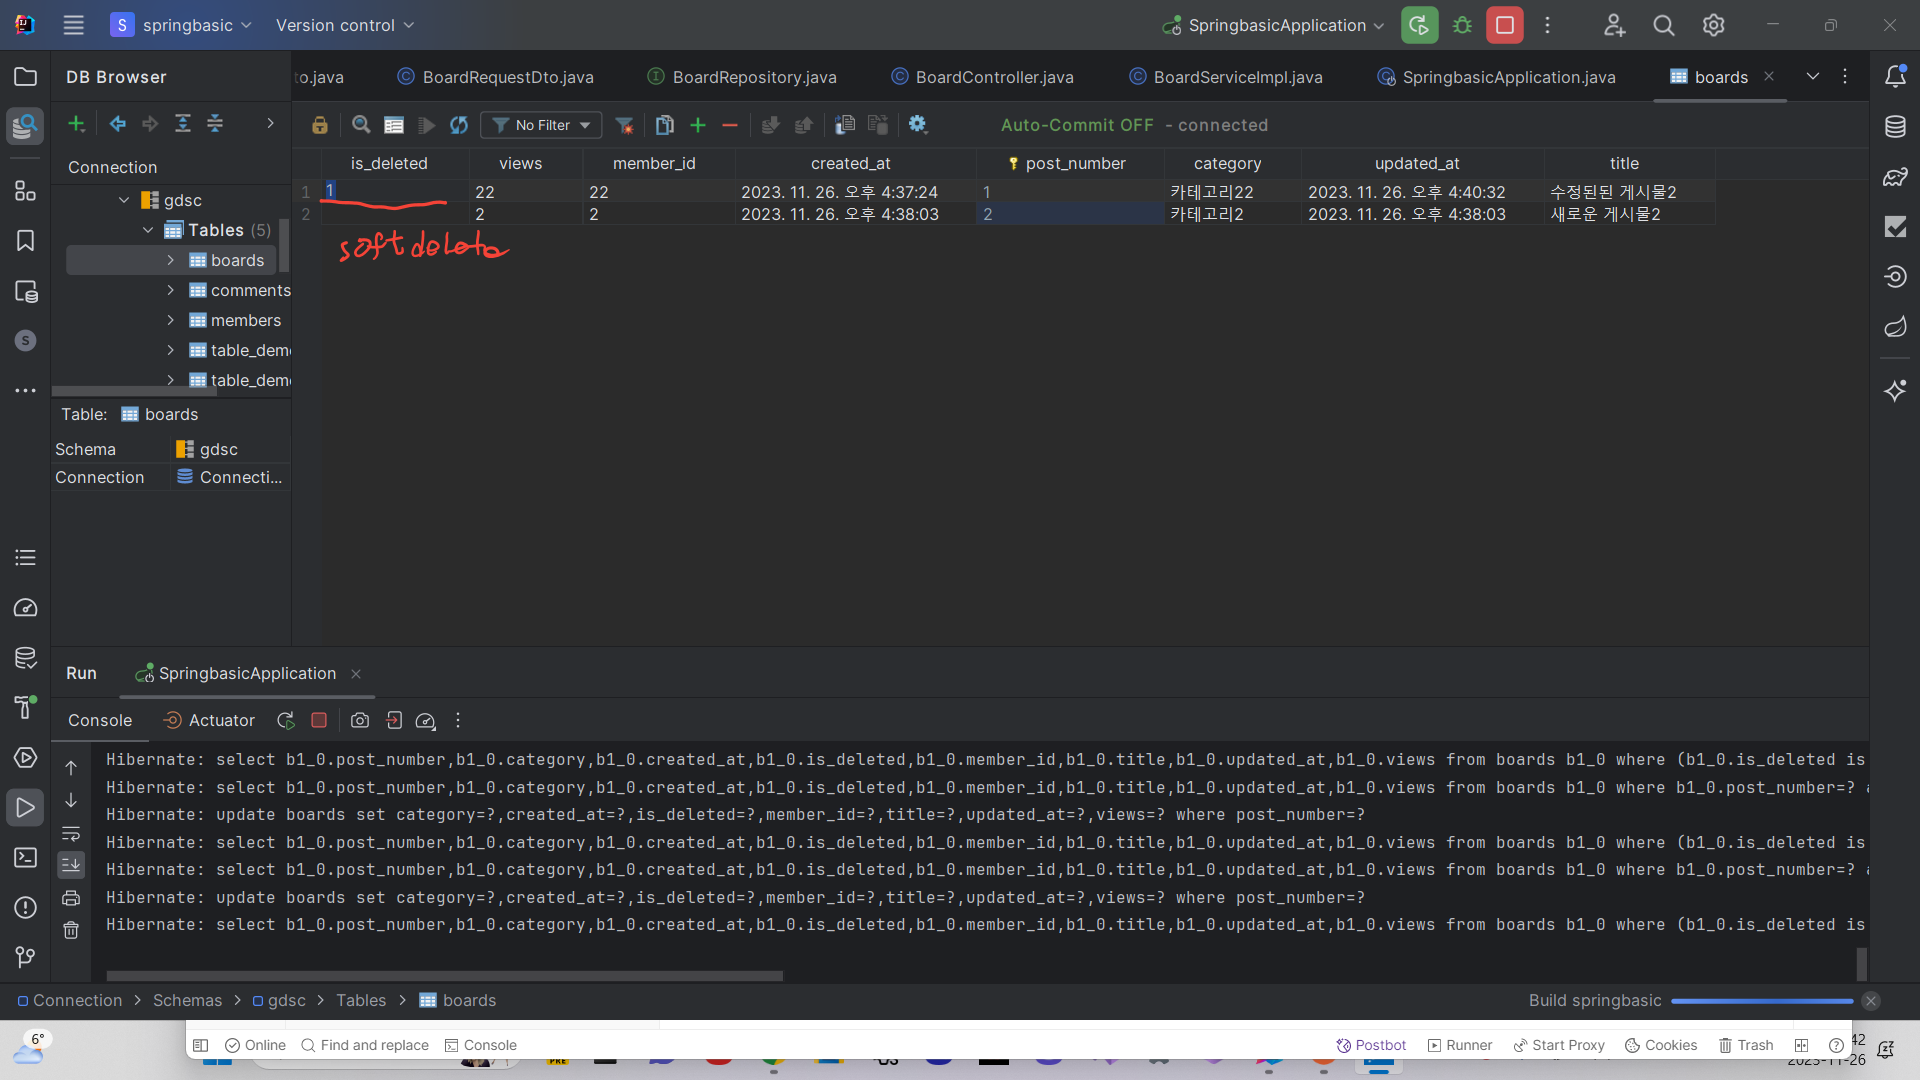 S springbasic Version control SpringbasicApplication
DB Browser
to.java BoardRequestDto.java BoardRepository.java BoardController.java BoardServiceImpl.java SpringbasicApplication.java boards
No Filter Auto-Commit OFF - connected
Connection
is_deleted views member_id created_at post_number category updated_at title
1 1 22 22 2023. 11. 26. 오후 4:37:24 1 카테고리22 2023. 11. 26. 오후 4:40:32 수정된된 게시물2
2 2 2 2023. 11. 26. 오후 4:38:03 2 카테고리2 2023. 11. 26. 오후 4:38:03 새로운 게시물2
soft delete
gdsc
Tables (5)
boards
comments
members
table_dem
table_dem
Table: boards
Schema gdsc
Connection Connecti...
Run SpringbasicApplication
Console Actuator
Hibernate: select b1_0.post_number,b1_0.category,b1_0.created_at,b1_0.is_deleted,b1_0.member_id,b1_0.title,b1_0.updated_at,b1_0.views from boards b1_0 where (b1_0.is_deleted is
Hibernate: select b1_0.post_number,b1_0.category,b1_0.created_at,b1_0.is_deleted,b1_0.member_id,b1_0.title,b1_0.updated_at,b1_0.views from boards b1_0 where b1_0.post_number=? a
Hibernate: update boards set category=?,created_at=?,is_deleted=?,member_id=?,title=?,updated_at=?,views=? where post_number=?
Hibernate: select b1_0.post_number,b1_0.category,b1_0.created_at,b1_0.is_deleted,b1_0.member_id,b1_0.title,b1_0.updated_at,b1_0.views from boards b1_0 where (b1_0.is_deleted is
Hibernate: select b1_0.post_number,b1_0.category,b1_0.created_at,b1_0.is_deleted,b1_0.member_id,b1_0.title,b1_0.updated_at,b1_0.views from boards b1_0 where b1_0.post_number=? a
Hibernate: update boards set category=?,created_at=?,is_deleted=?,member_id=?,title=?,updated_at=?,views=? where post_number=?
Hibernate: select b1_0.post_number,b1_0.category,b1_0.created_at,b1_0.is_deleted,b1_0.member_id,b1_0.title,b1_0.updated_at,b1_0.views from boards b1_0 where (b1_0.is_deleted is
Connection Schemas gdsc Tables boards Build springbasic
6° Online Find and replace Console Postbot Runner Start Proxy Cookies Trash 42
2023-11-26